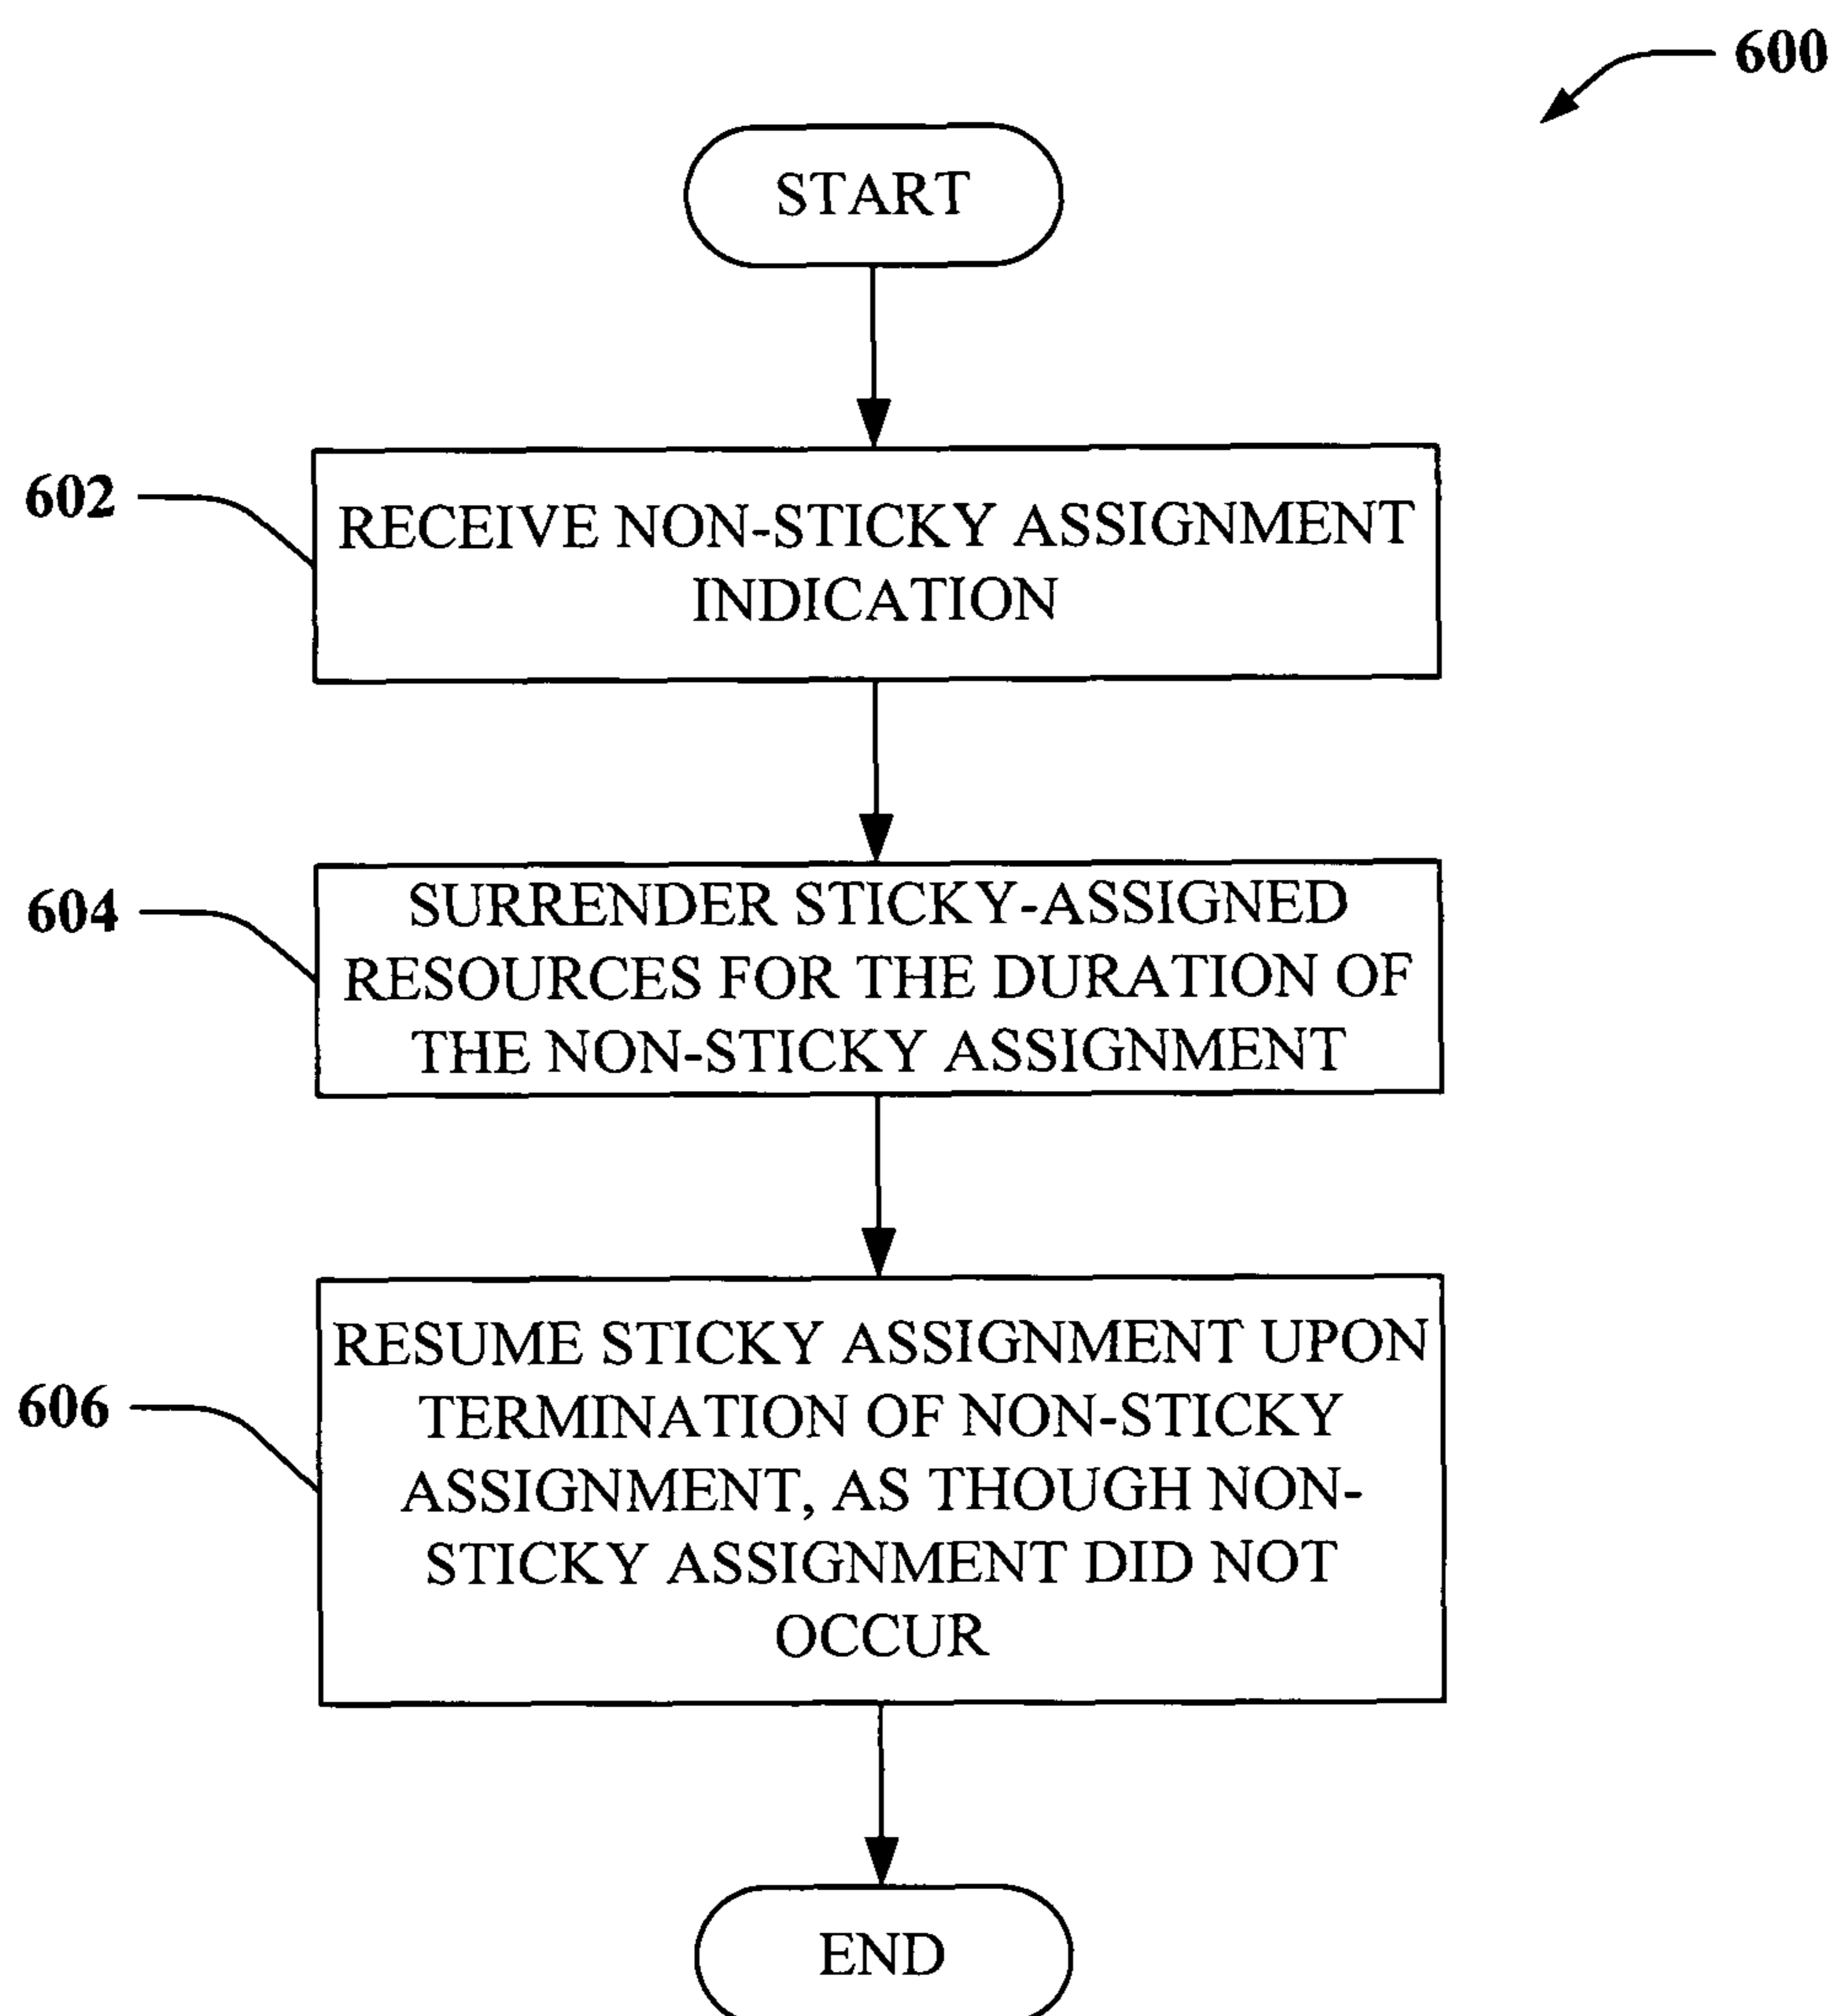 600
START
602
RECEIVE NON-STICKY ASSIGNMENT
INDICATION
604
SURRENDER STICKY-ASSIGNED
RESOURCES FOR THE DURATION OF
THE NON-STICKY ASSIGNMENT
606
RESUME STICKY ASSIGNMENT UPON
TERMINATION OF NON-STICKY
ASSIGNMENT, AS THOUGH NON-
STICKY ASSIGNMENT DID NOT
OCCUR
END